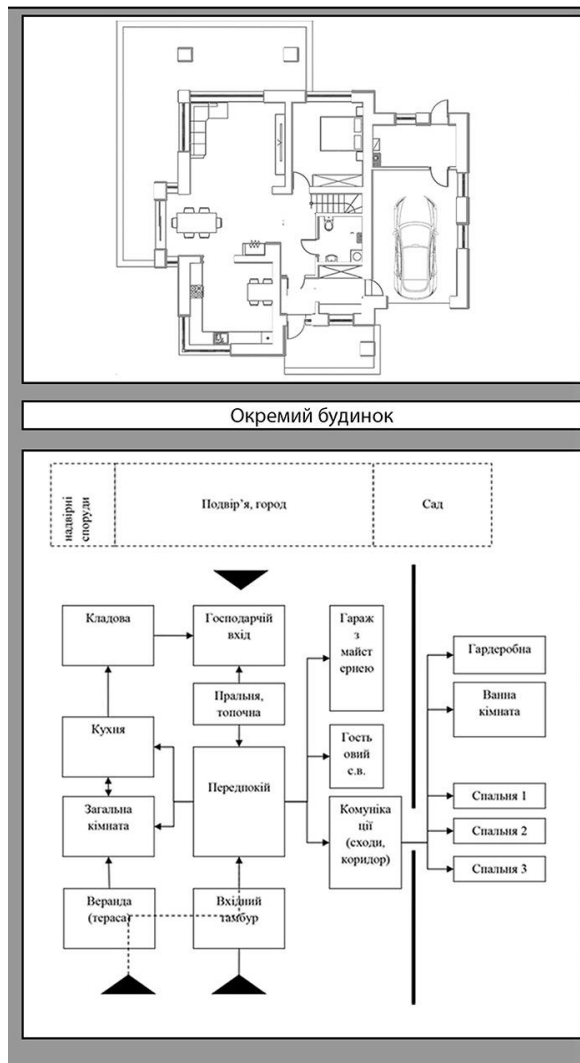 Окремий будинок
надвірні
споруди
Подвір’я, город
Сад
Кладова
Господарчій
вхід
Гараж
з
майст
ернею
Гардеробна
Пральня,
топочна
Ванна
кімната
Кухня
Гость
овий
с.в.
Передпокій
Загальна
кімната
Комуніка
ції
(сходи,
коридор)
Спальня 1
Спальня 2
Спальня 3
Веранда
(тераса)
Вхідний
тамбур